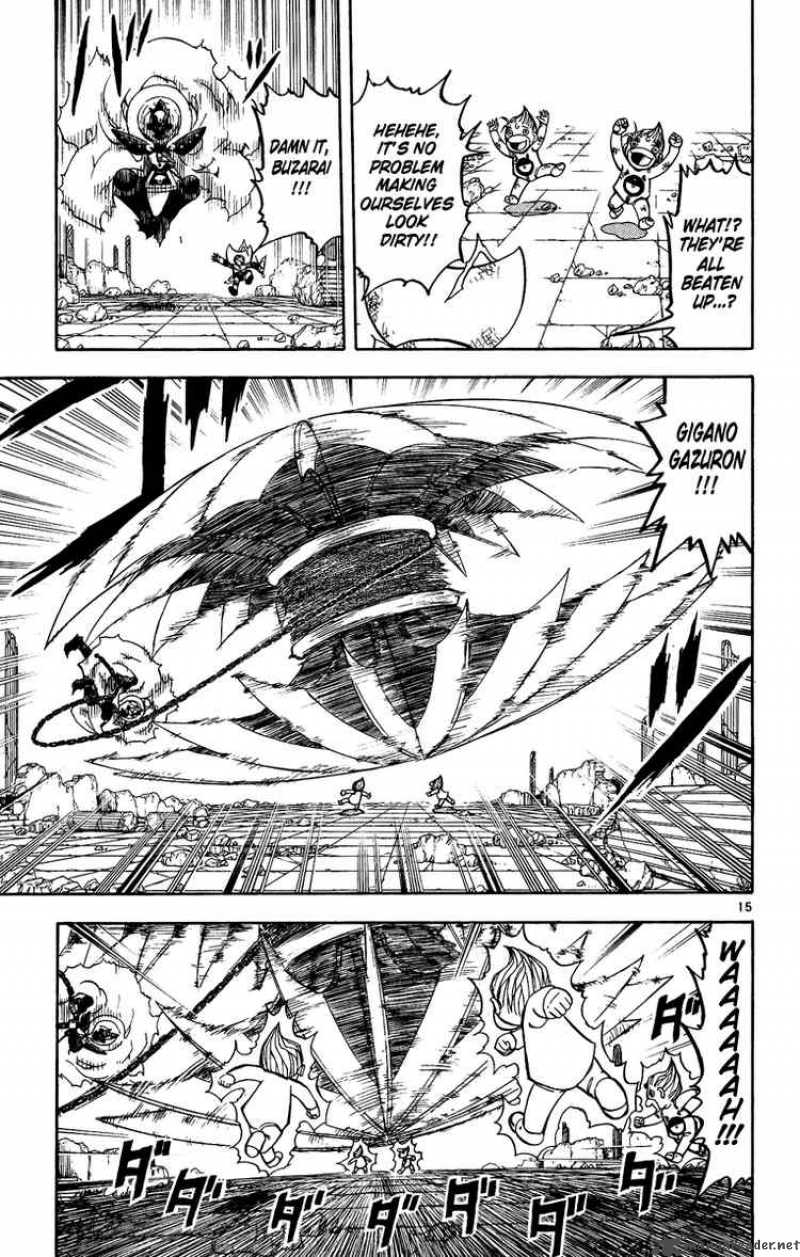 WHAT!?
THEY'RE
ALL
BEATEN
UP...?
HEHEHE,
IT'S NO
PROBLEM
MAKING
OURSELVES
LOOK
DIRTY!!
DAMN IT,
BUZARAI
!!!
GIGANO
GAZURON
!!!
15
WAAAAAAH!!!
ダ
ダ
ダ
ダ
ダ
ダ
ダ
ダ